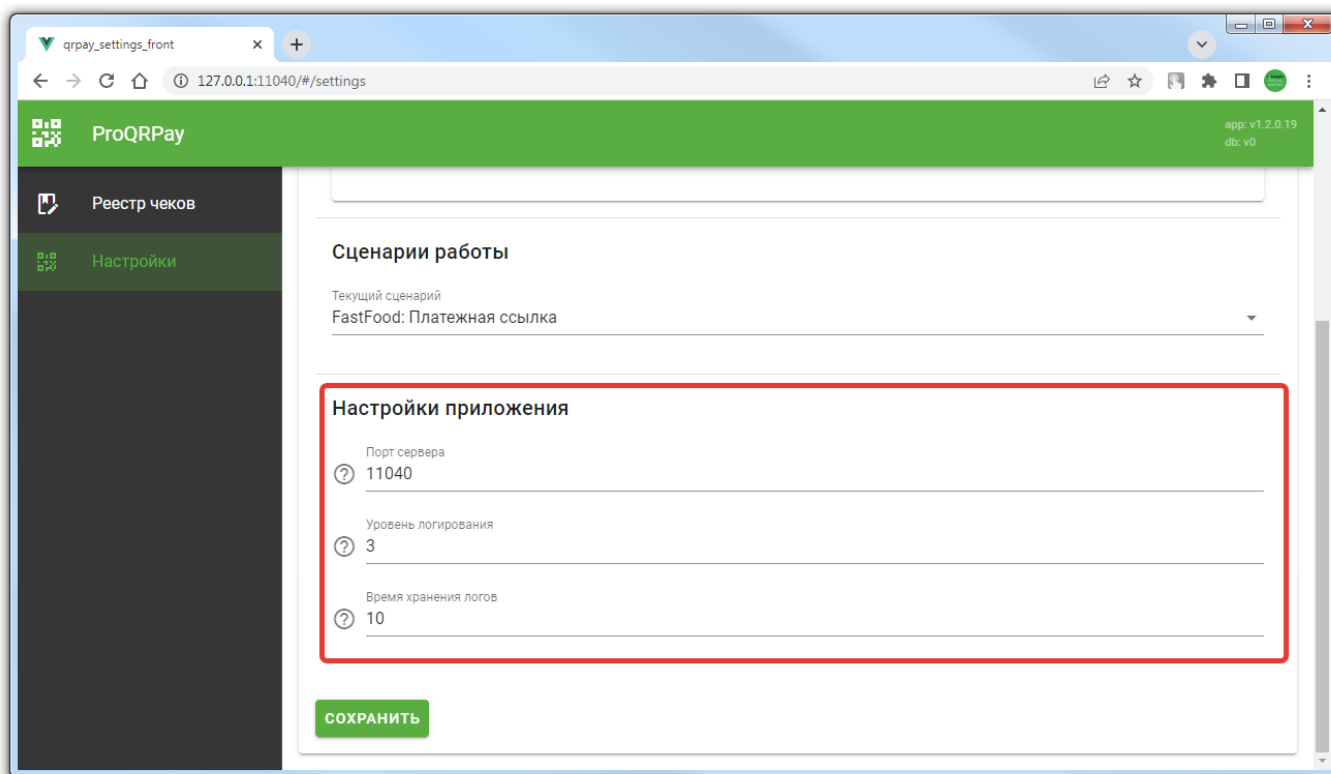 qrpay_settings_front
127.0.0.1:11040/#/settings
ProQRPay
app: v1.2.0.19
db: v0
Реестр чеков
Настройки
Сценарии работы
Текущий сценарий
FastFood: Платежная ссылка
Настройки приложения
Порт сервера
11040
Уровень логирования
3
Время хранения логов
10
СОХРАНИТЬ